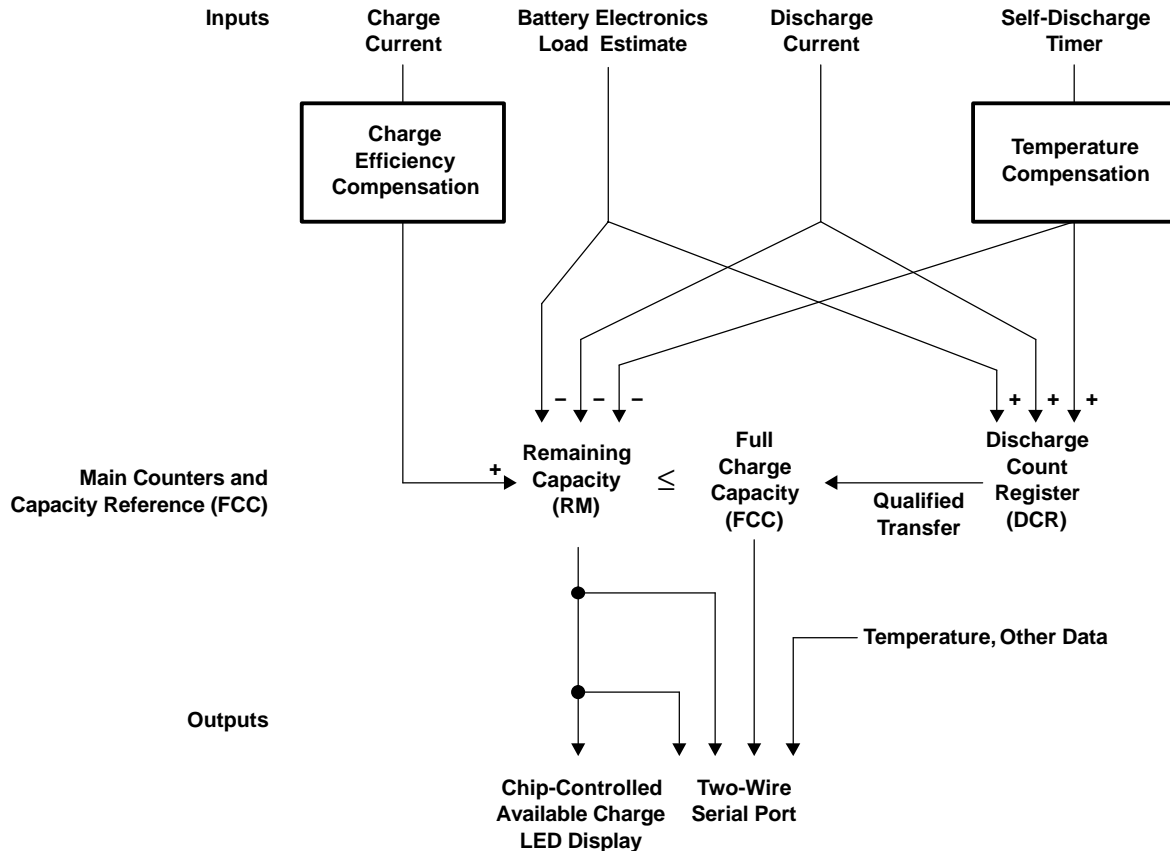 Inputs
Charge
Current
Battery Electronics
Load Estimate
Discharge
Current
Self-Discharge
Timer
Charge
Efficiency
Compensation
Temperature
Compensation
– – –
+ + +
Main Counters and
Capacity Reference (FCC)
+
Remaining
Capacity
(RM)
≤
Full
Charge
Capacity
(FCC)
Qualified
Transfer
Discharge
Count
Register
(DCR)
Temperature, Other Data
Outputs
Chip-Controlled
Available Charge
LED Display
Two-Wire
Serial Port